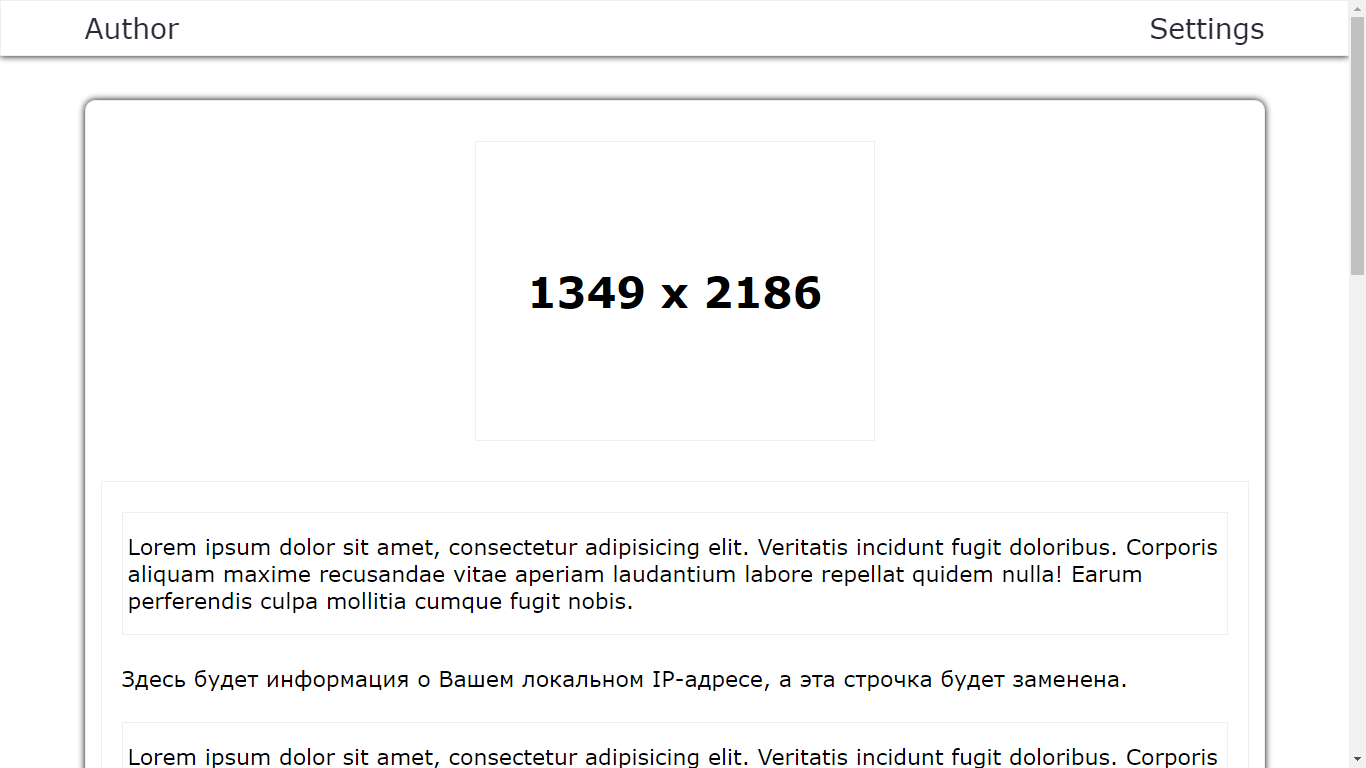 Author
Settings
1349 x 2186
Lorem ipsum dolor sit amet, consectetur adipisicing elit. Veritatis incidunt fugit doloribus. Corporis
aliquam maxime recusandae vitae aperiam laudantium labore repellat quidem nulla! Earum
perferendis culpa mollitia cumque fugit nobis.
Здесь будет информация о Вашем локальном IP-адресе, а эта строчка будет заменена.
Lorem ipsum dolor sit amet, consectetur adipisicing elit. Veritatis incidunt fugit doloribus. Corporis